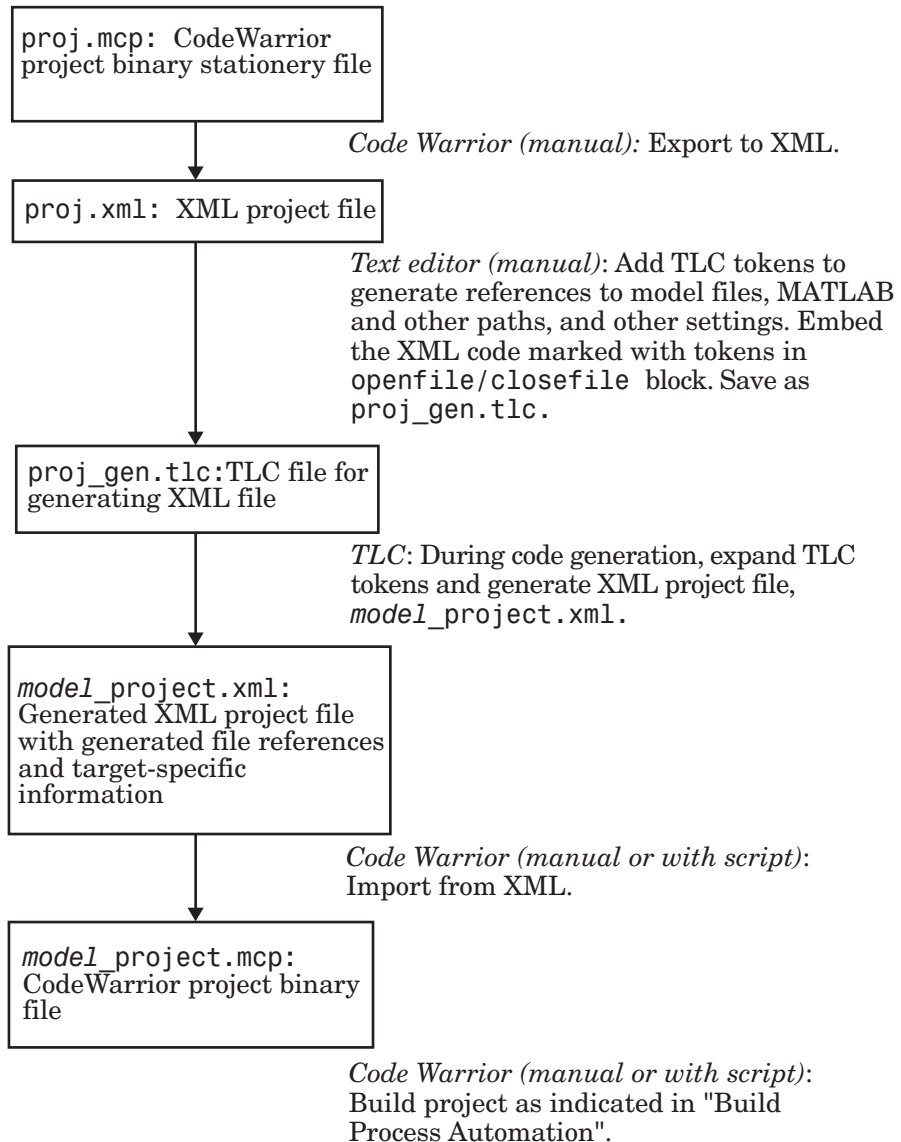 proj.mcp: CodeWarrior
project binary stationery file
Code Warrior (manual): Export to XML.
proj.xml: XML project file
Text editor (manual): Add TLC tokens to
generate references to model files, MATLAB
and other paths, and other settings. Embed
the XML code marked with tokens in
openfile/closefile block. Save as
proj_gen.tlc.
proj_gen.tlc:TLC file for
generating XML file
TLC: During code generation, expand TLC
tokens and generate XML project file,
model_project.xml.
model_project.xml:
Generated XML project file
with generated file references
and target-specific
information
Code Warrior (manual or with script):
Import from XML.
model_project.mcp:
CodeWarrior project binary
file
Code Warrior (manual or with script):
Build project as indicated in "Build
Process Automation".